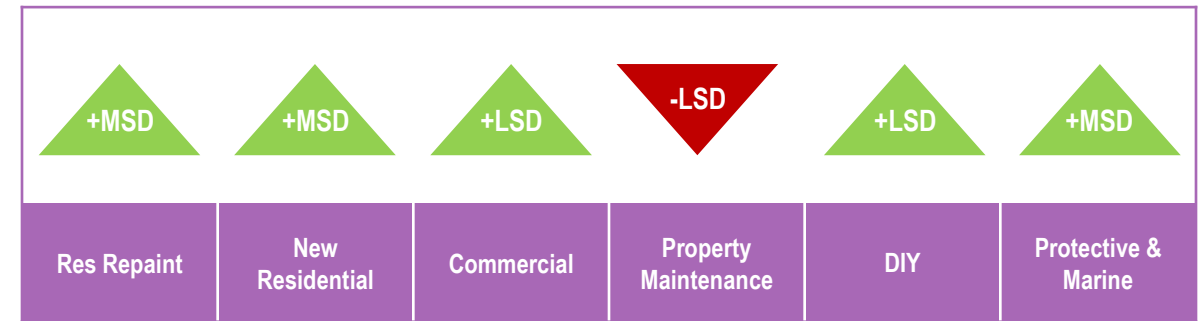 +MSD
+MSD
+LSD
-LSD
+LSD
+MSD
Res Repaint
New
Residential
Commercial
Property
Maintenance
DIY
Protective &
Marine